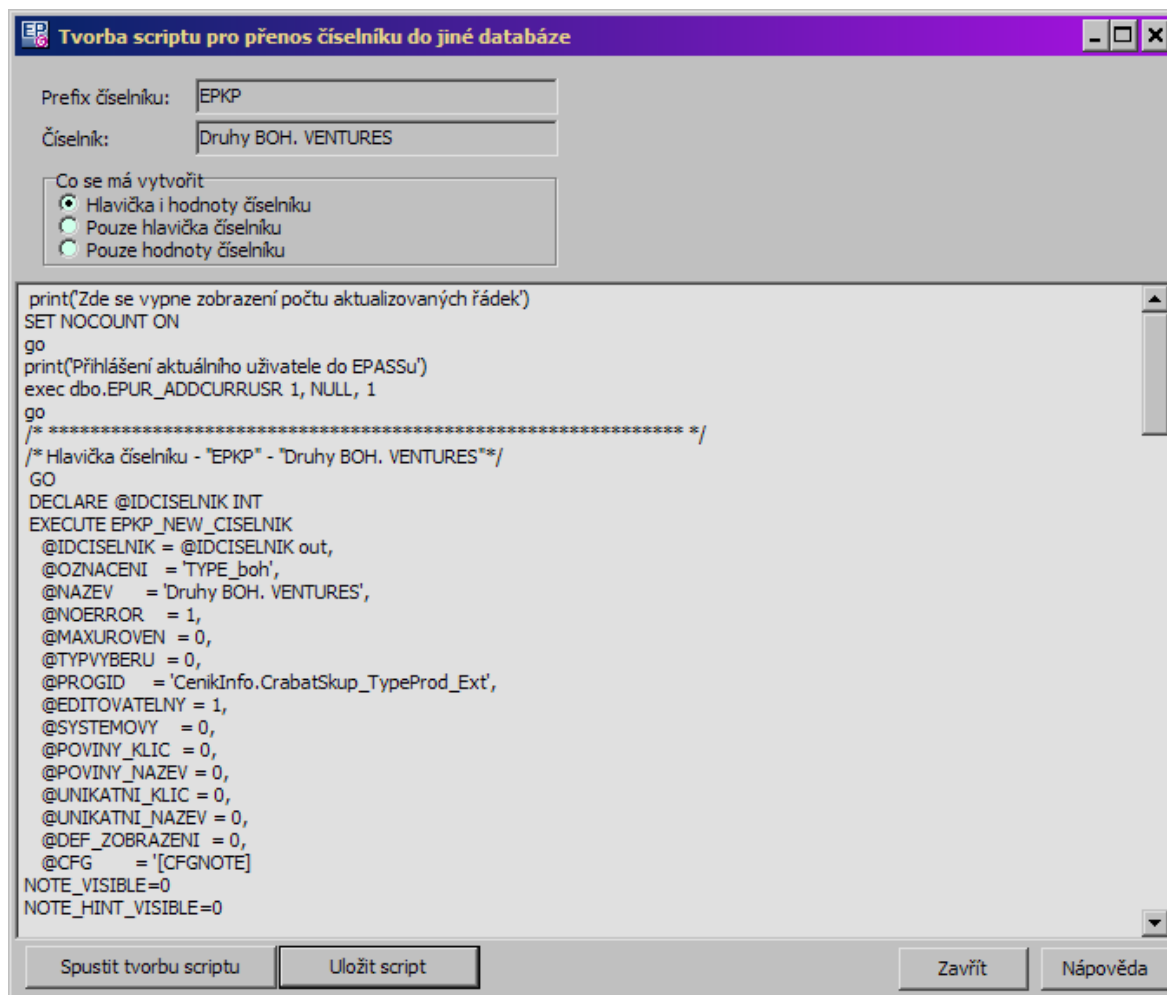 Tvorba scriptu pro přenos číselníku do jiné databáze
Prefix číselníku: EPKP
Číselník: Druhy BOH. VENTURES
Co se má vytvořit
Hlavička i hodnoty číselníku
Pouze hlavička číselníku
Pouze hodnoty číselníku
print('Zde se vypne zobrazení počtu aktualizovaných řádek')
SET NOCOUNT ON
go
print('Přihlášení aktuálního uživatele do EPASSu')
exec dbo.EPUR_ADDCURRUSR 1, NULL, 1
go
/* ************************************************************** */
/* Hlavička číselníku - "EPKP" - "Druhy BOH. VENTURES"*/
GO
DECLARE @IDCISELNIK INT
EXECUTE EPKP_NEW_CISELNIK
@IDCISELNIK = @IDCISELNIK out,
@OZNACENI = 'TYPE_boh',
@NAZEV = 'Druhy BOH. VENTURES',
@NOERROR = 1,
@MAXUROVEN = 0,
@TYPVYBERU = 0,
@PROGID = 'CenikInfo.CrabatSkup_TypeProd_Ext',
@EDITOVATELNY = 1,
@SYSTEMOVY = 0,
@POVINY_KLIC = 0,
@POVINY_NAZEV = 0,
@UNIKATNI_KLIC = 0,
@UNIKATNI_NAZEV = 0,
@DEF_ZOBRAZENI = 0,
@CFG = '[CFGNOTE]
NOTE_VISIBLE=0
NOTE_HINT_VISIBLE=0
Spustit tvorbu scriptu Uložit script Zavřít Nápověda